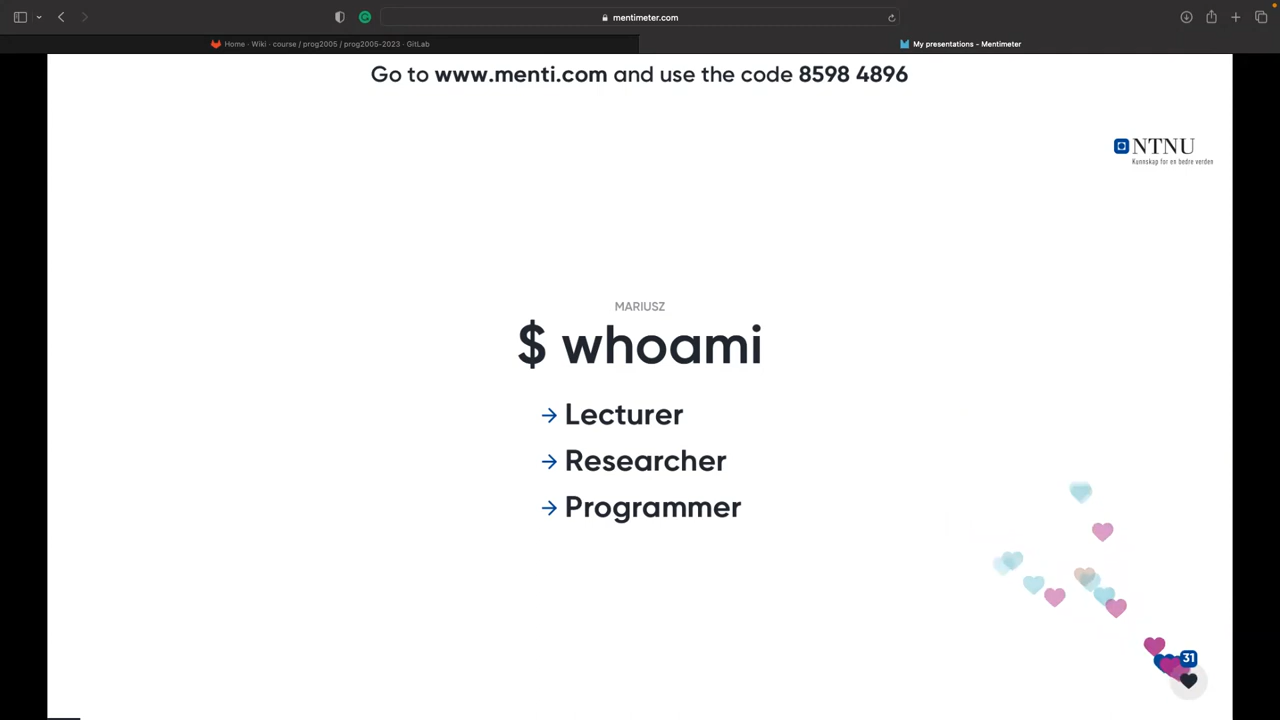 mentimeter.com
Home · Wiki · course / prog2005 / prog2005-2023 · GitLab
My presentations - Mentimeter
Go to www.menti.com and use the code 8598 4896
NTNU
Kunnskap for en bedre verden
MARIUSZ
$ whoami
→ Lecturer
→ Researcher
→ Programmer
31